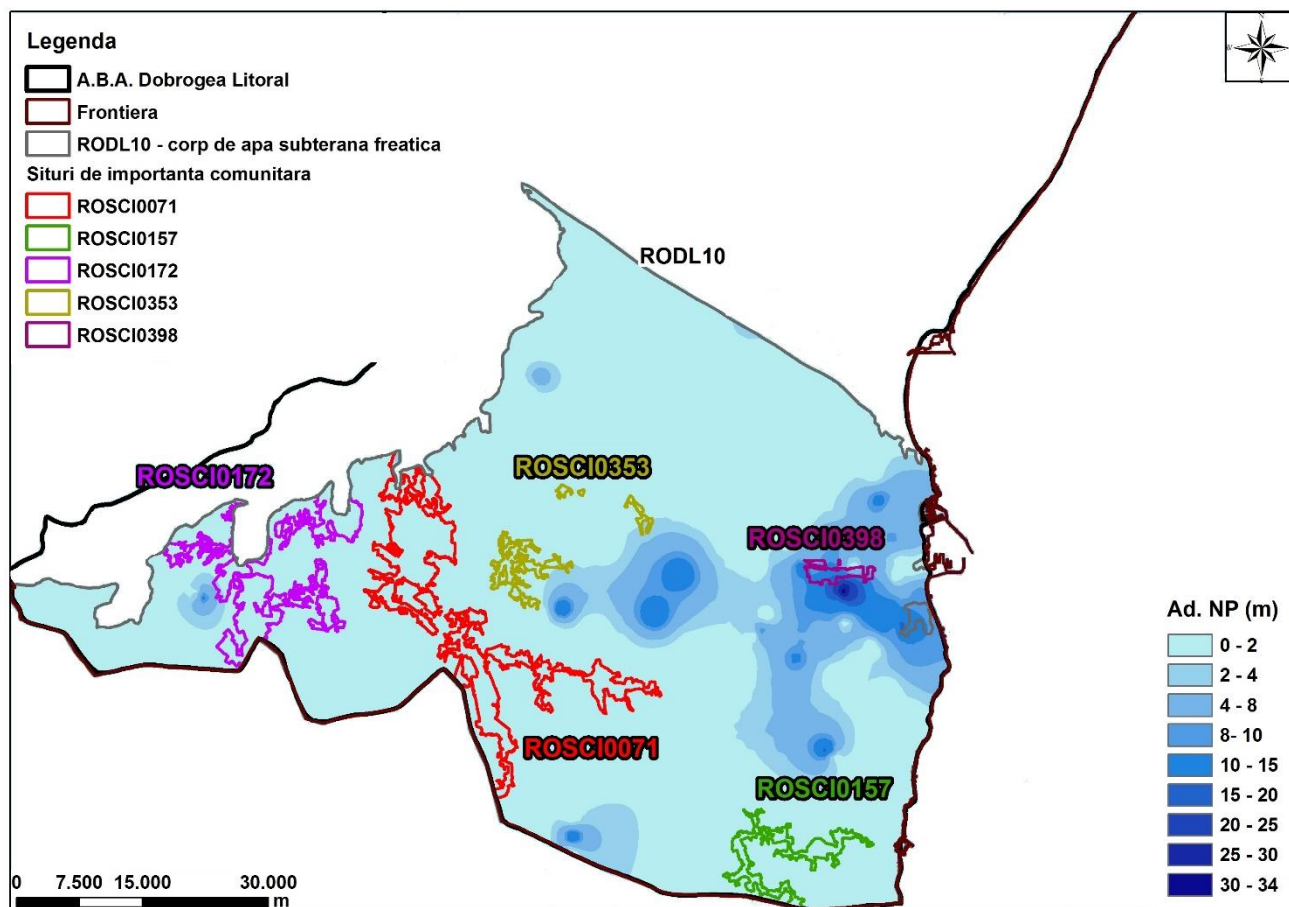 Legenda
A.B.A. Dobrogea Litoral
Frontiera
RODL10 - corp de apa subterana freatica
Situri de importanta comunitara
ROSCI0071
ROSCI0157
ROSCI0172
ROSCI0353
ROSCI0398
RODL10
ROSCI0172
ROSCI0353
ROSCI0398
ROSCI0071
ROSCI0157
Ad. NP (m)
0 - 2
2 - 4
4 - 8
8- 10
10 - 15
15 - 20
20 - 25
25 - 30
30 - 34
0 7.500 15.000 30.000
m